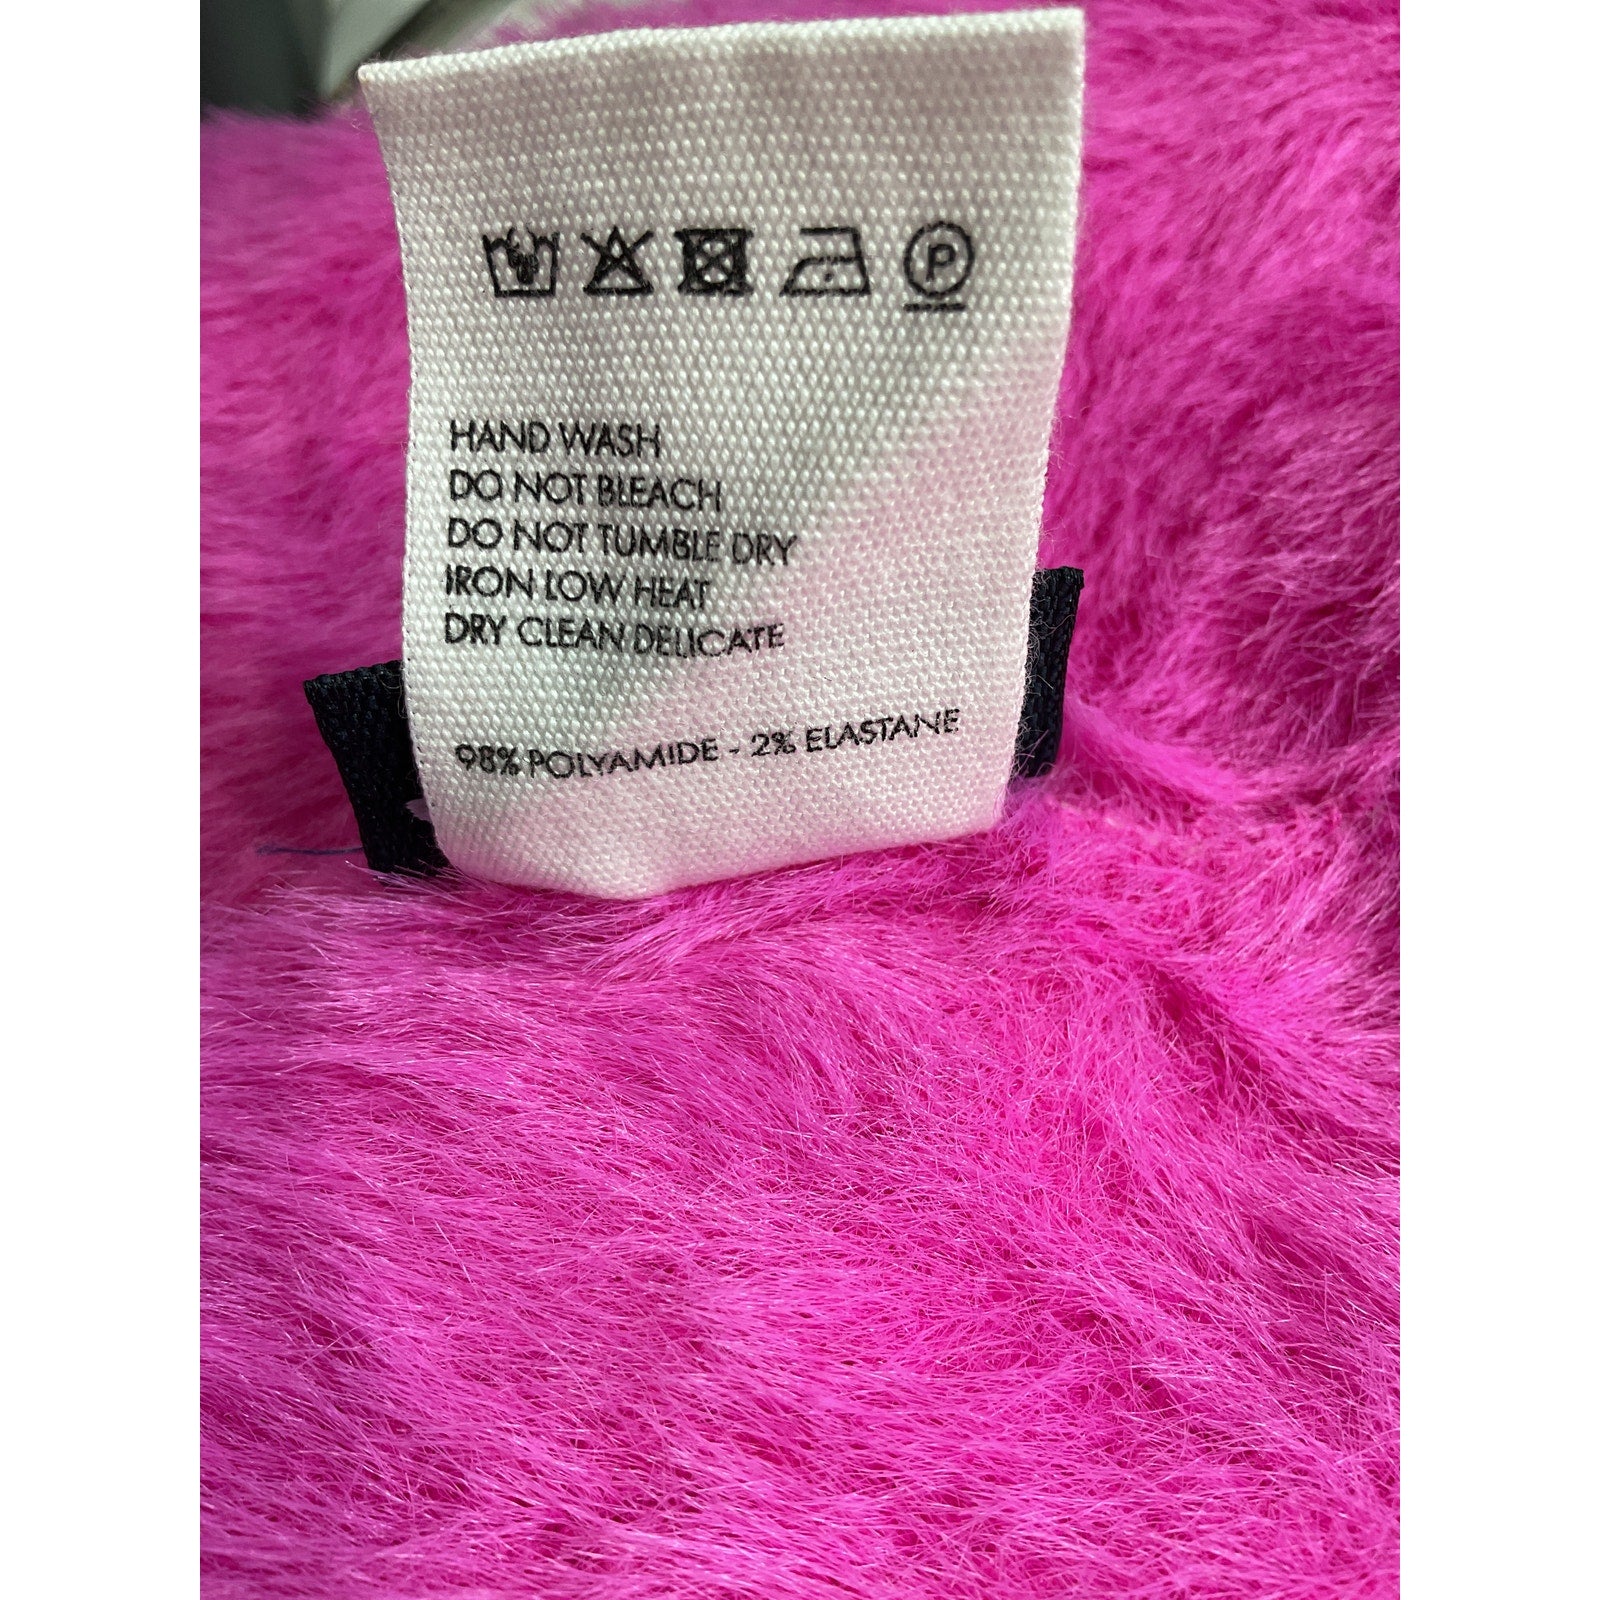 P
HAND WASH
DO NOT BLEACH
DO NOT TUMBLE DRY
IRON LOW HEAT
DRY CLEAN DELICATE
98% POLYAMIDE - 2% ELASTANE